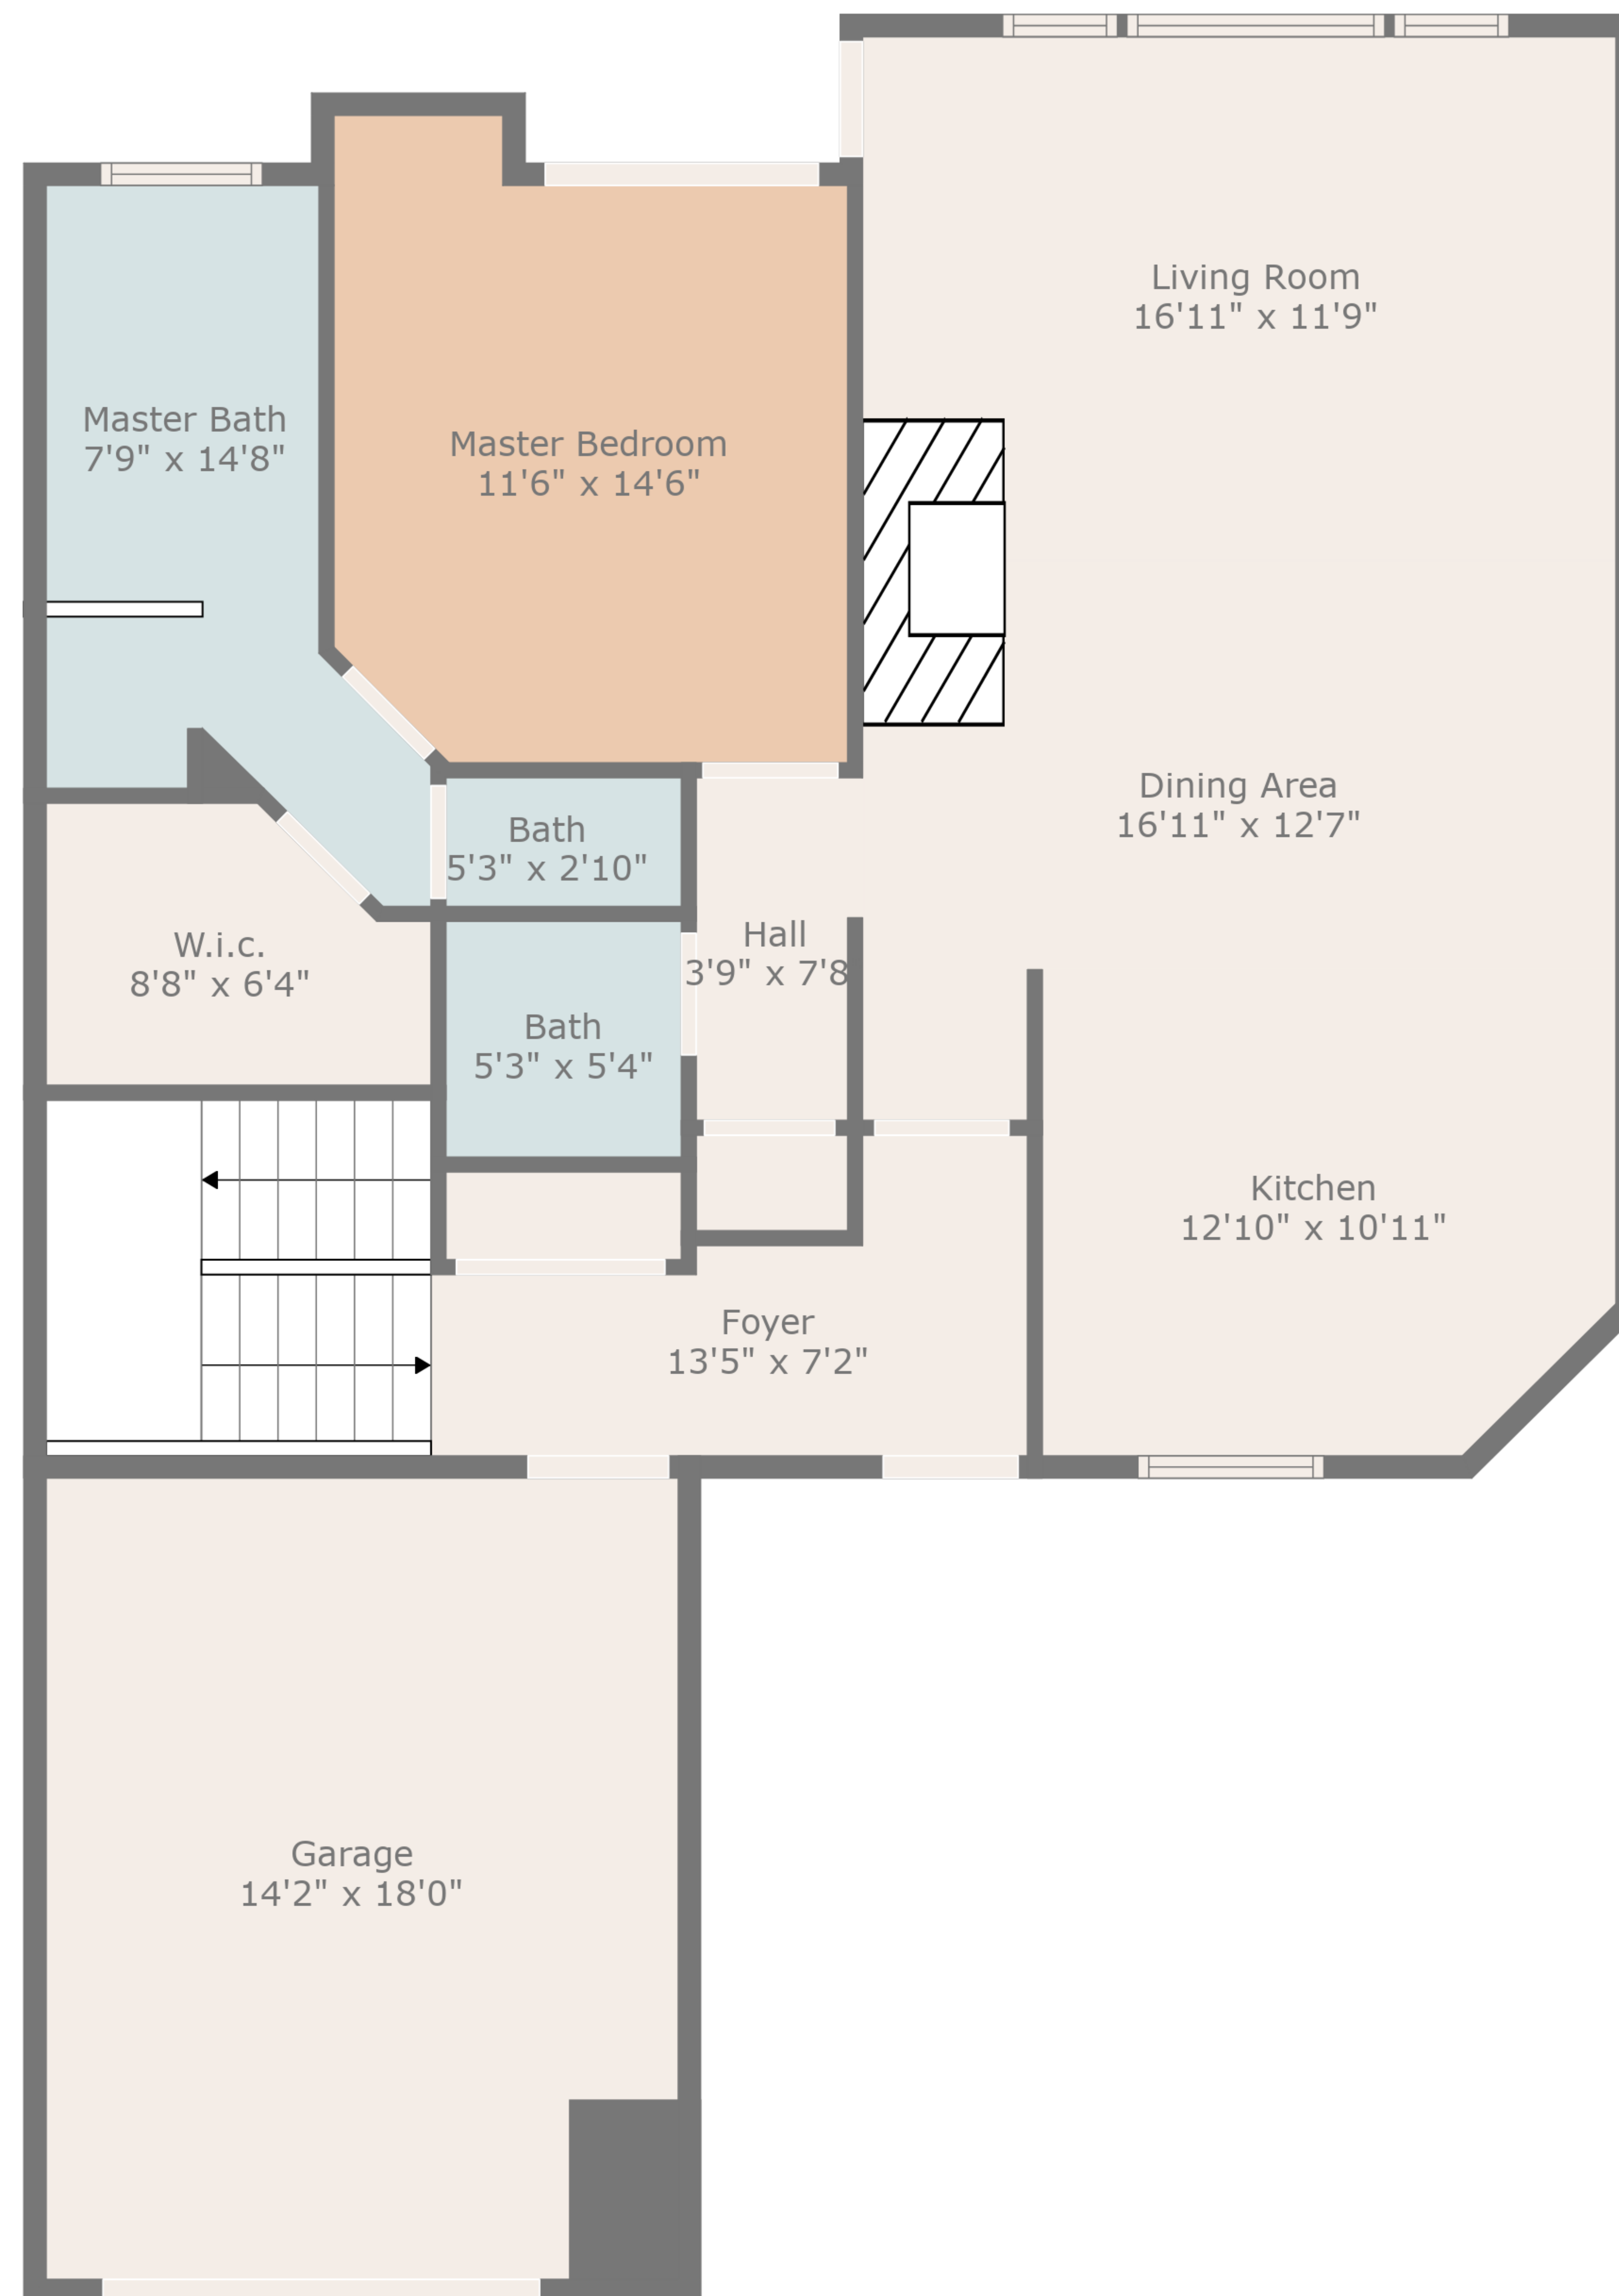 Living Room
16'11" x 11'9"
Master Bath
7'9" x 14'8"
Master Bedroom
11'6" x 14'6"
Dining Area
16'11" x 12'7"
Bath
5'3" x 2'10"
Hall
3'9" x 7'8
W.i.c.
8'8" x 6'4"
Bath
5'3" x 5'4"
Kitchen
12'10" x 10'11"
Foyer
13'5" x 7'2"
Garage
14'2" x 18'0"